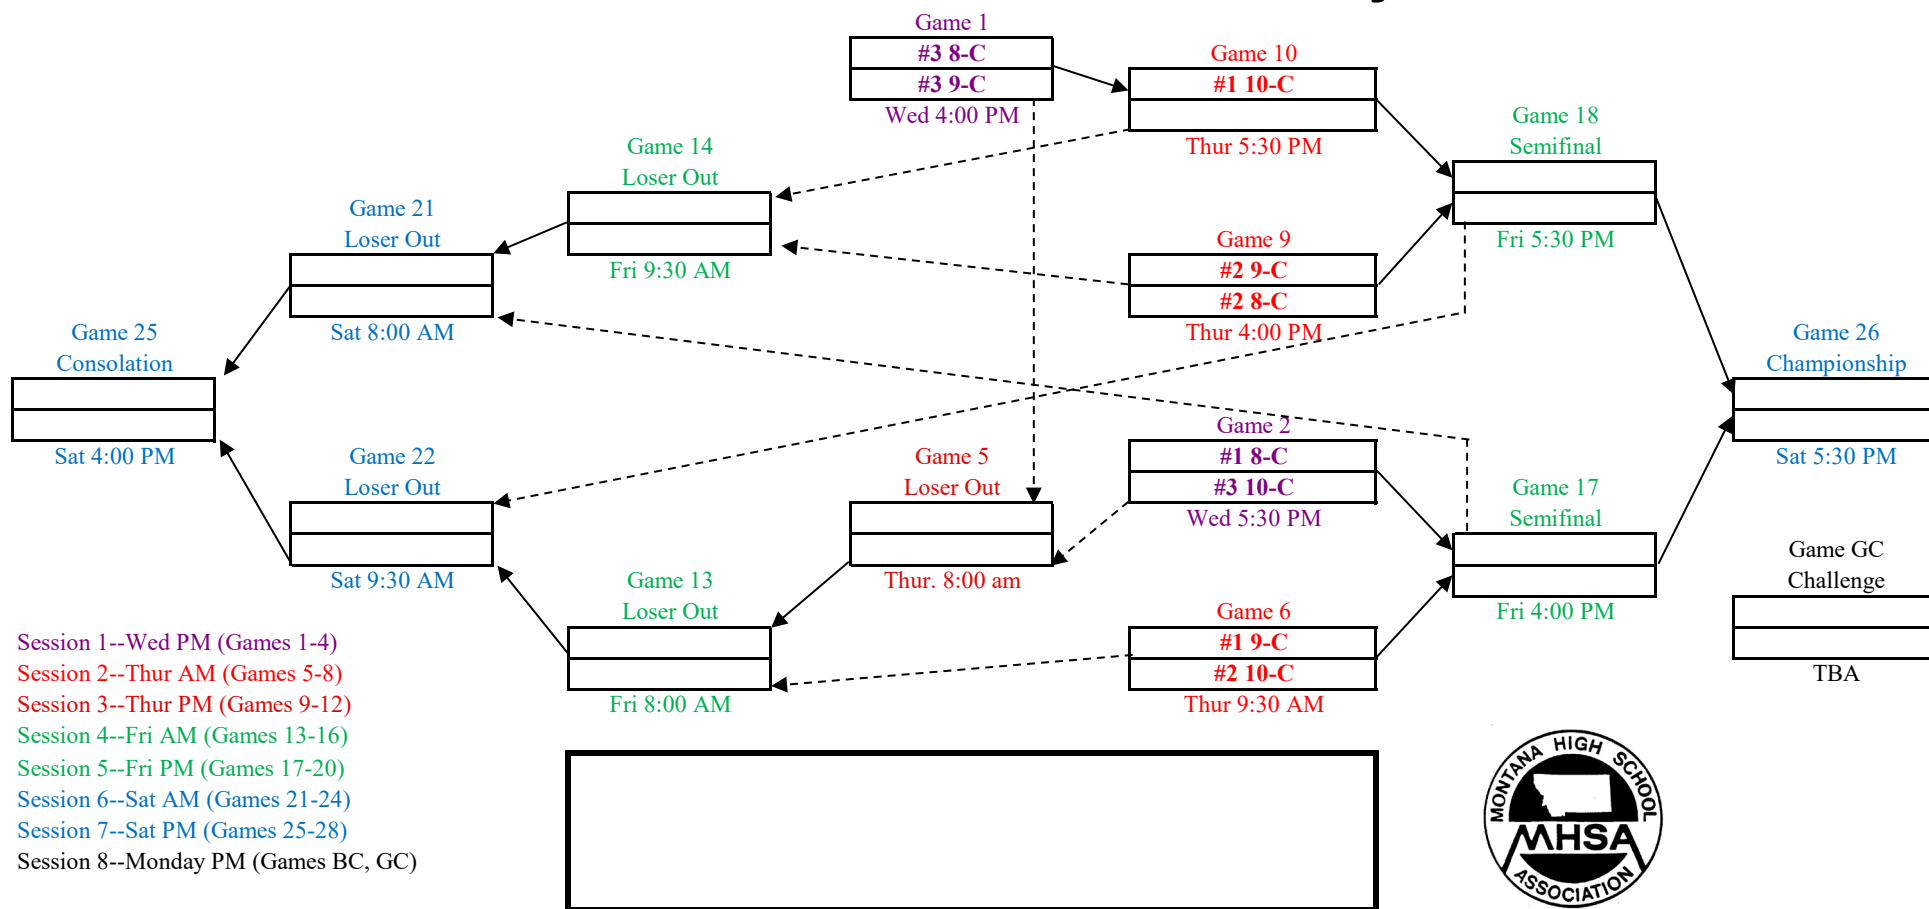 Game 1
#3 8-C
#3 9-C
Wed 4:00 PM
Game 10
#1 10-C
Thur 5:30 PM
Game 18
Semifinal
Fri 5:30 PM
Game 14
Loser Out
Fri 9:30 AM
Game 21
Loser Out
Sat 8:00 AM
Game 9
#2 9-C
#2 8-C
Thur 4:00 PM
Game 25
Consolation
Sat 4:00 PM
Game 26
Championship
Sat 5:30 PM
Game 22
Loser Out
Sat 9:30 AM
Game 5
Loser Out
Thur. 8:00 am
Game 2
#1 8-C
#3 10-C
Wed 5:30 PM
Game 17
Semifinal
Fri 4:00 PM
Game GC
Challenge
TBA
Game 13
Loser Out
Fri 8:00 AM
Game 6
#1 9-C
#2 10-C
Thur 9:30 AM
Session 1--Wed PM (Games 1-4)
Session 2--Thur AM (Games 5-8)
Session 3--Thur PM (Games 9-12)
Session 4--Fri AM (Games 13-16)
Session 5--Fri PM (Games 17-20)
Session 6--Sat AM (Games 21-24)
Session 7--Sat PM (Games 25-28)
Session 8--Monday PM (Games BC, GC)
MONTANA HIGH SCHOOL
MHSA
ASSOCIATION